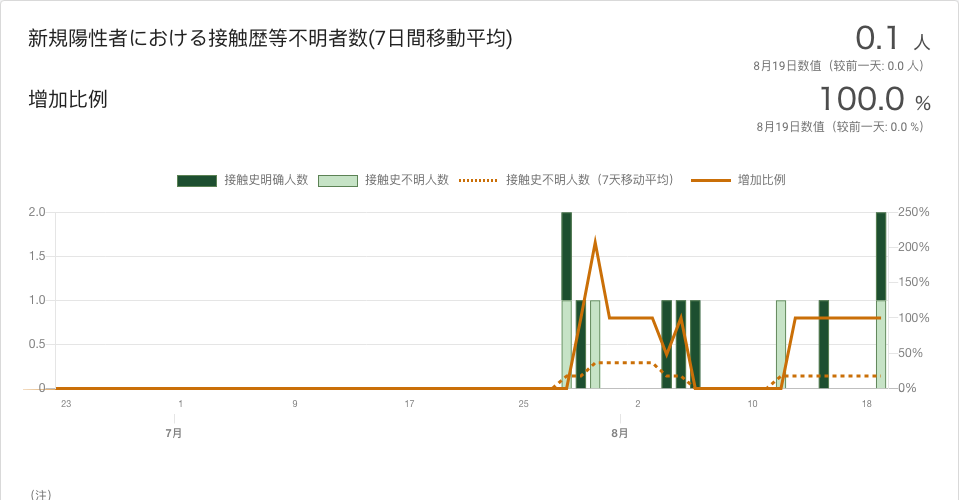 新規陽性者における接触歴等不明者数(7日間移動平均)
0.1 人
8月19日数值（较前一天: 0.0 人）
增加比例
100.0 %
8月19日数值（较前一天: 0.0 %）
接触史明确人数 接触史不明人数 接触史不明人数（7天移动平均） 增加比例
2.0 250%
200%
1.5
150%
1.0
100%
0.5
50%
0 0%
23 1 9 17 25 2 10 18
7月 8月
（注）